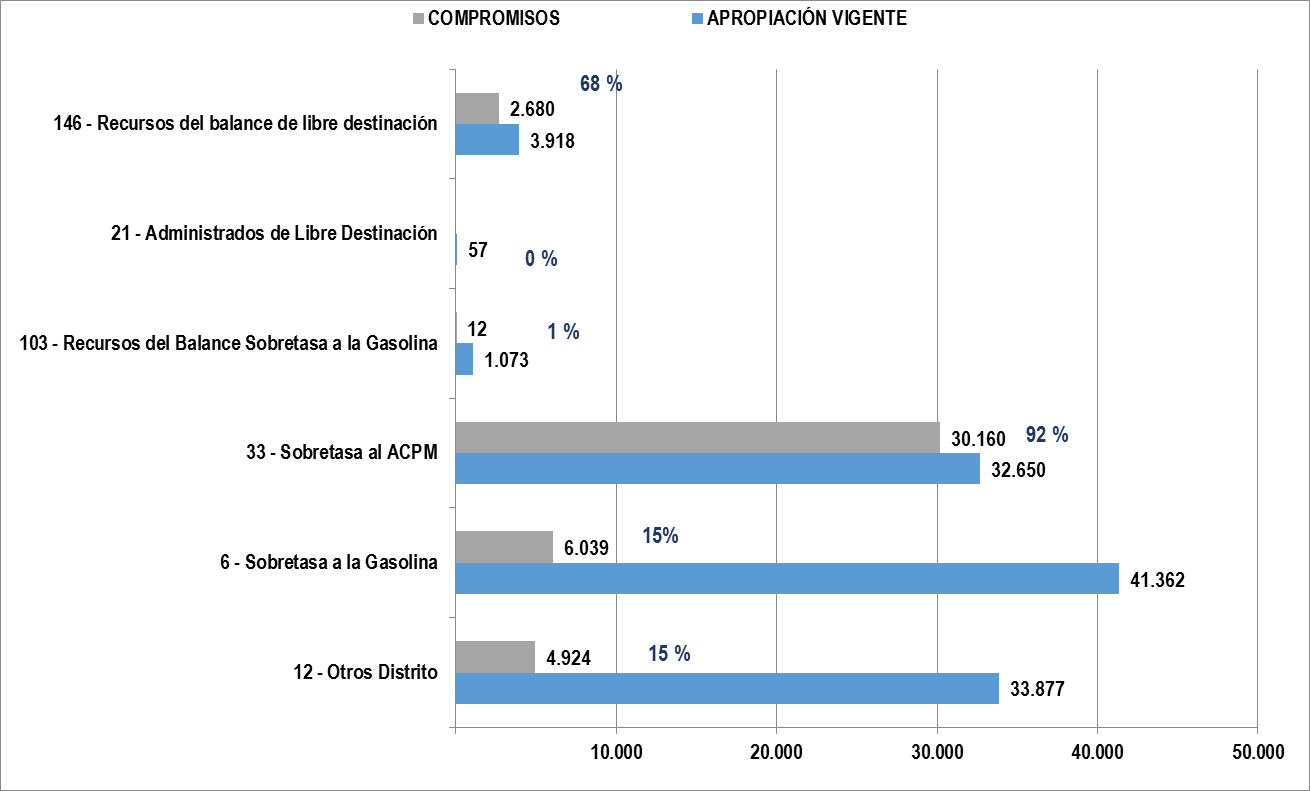 COMPROMISOS
APROPIACIÓN VIGENTE
146 - Recursos del balance de libre destinación
2.680
68 %
3.918
21 - Administrados de Libre Destinación
57
0 %
103 - Recursos del Balance Sobretasa a la Gasolina
12
1 %
1.073
33 - Sobretasa al ACPM
30.160
92 %
32.650
6 - Sobretasa a la Gasolina
6.039
15%
41.362
12 - Otros Distrito
4.924
15 %
33.877
10.000
20.000
30.000
40.000
50.000